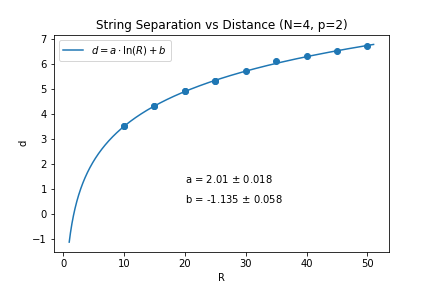 String Separation vs Distance (N=4, p=2)
d = a · ln(R) + b
7
6
5
4
3
2
1
0
−1
d
a = 2.01 ± 0.018
b = -1.135 ± 0.058
0
10
20
30
40
50
R